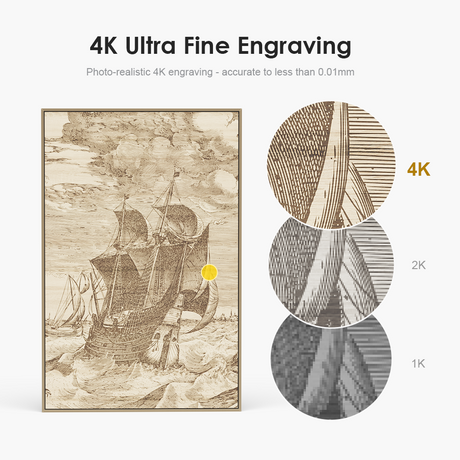 4K Ultra Fine Engraving
Photo-realistic 4K engraving - accurate to less than 0.01mm
4K
2K
1K